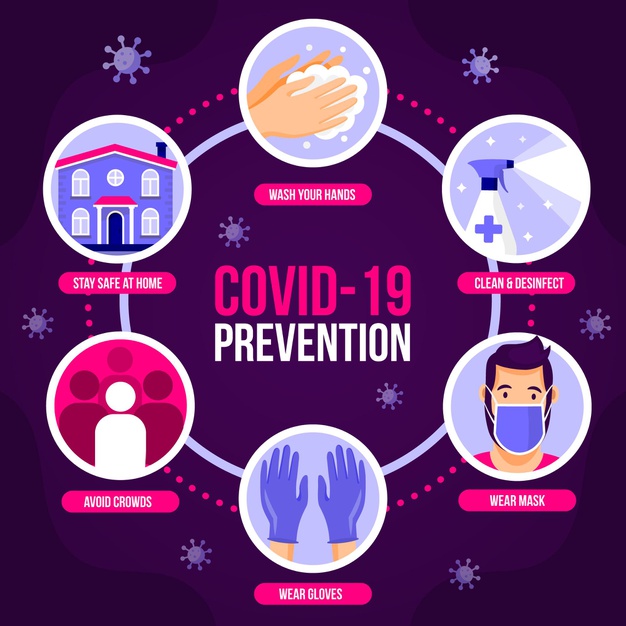 WASH YOUR HANDS
STAY SAFE AT HOME
CLEAN & DESINFECT
COVID-19
PREVENTION
AVOID CROWDS
WEAR MASK
WEAR GLOVES